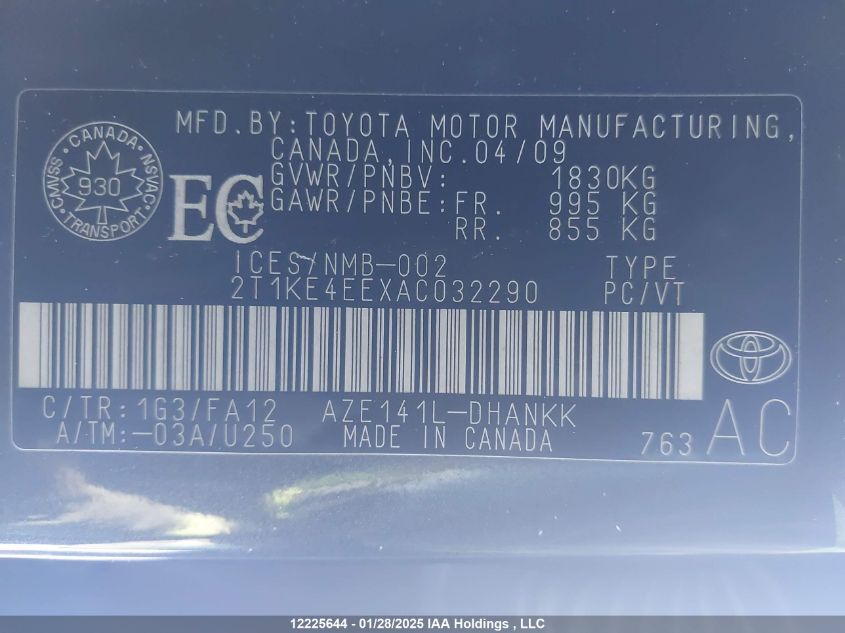 MFD.BY:TOYOTA MOTOR MANUFACTURING,
CANADA,INC.04/09
GVWR/PNBV: 1830KG
GAWR/PNBE:FR. 995 KG
RR. 855 KG
CANADA
CMVSS
NSVAC
930
TRANSPORT
EC
ICES/NMB-002 TYPE
2T1KE4EEXAC032290 PC/VT
C/TR:1G3/FA12 AZE141L-DHANKK
A/TM:-03A/U250 MADE IN CANADA 763 AC
12225644 - 01/28/2025 IAA Holdings , LLC